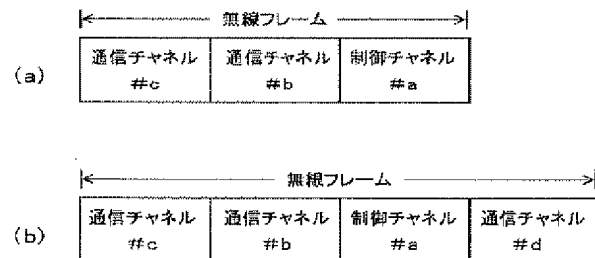 無線フレーム
(a)
通信チャネル 通信チャネル 制御チャネル
#c #b #a
無線フレーム
(b)
通信チャネル 通信チャネル 制御チャネル 通信チャネル
#c #b #a #d